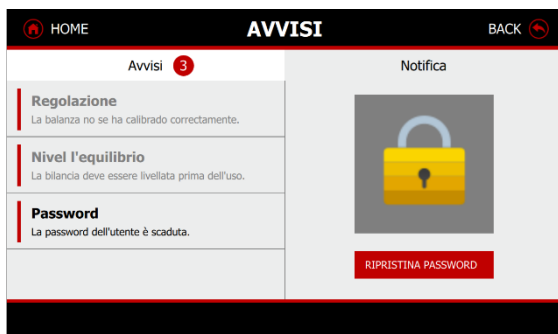 HOME
AVVISI
BACK
Avvisi 3
Notifica
Regolazione
La balanza no se ha calibrado correctamente.
Nivel l'equilibrio
La bilancia deve essere livellata prima dell'uso.
Password
La password dell'utente è scaduta.
RIPRISTINA PASSWORD